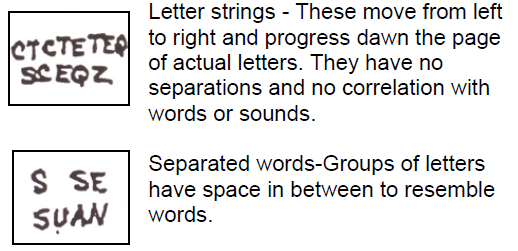 CTCTETEQ
SCEQZ
Letter strings - These move from left
to right and progress dawn the page
of actual letters. They have no
separations and no correlation with
words or sounds.
S SE
SUAN
Separated words-Groups of letters
have space in between to resemble
words.